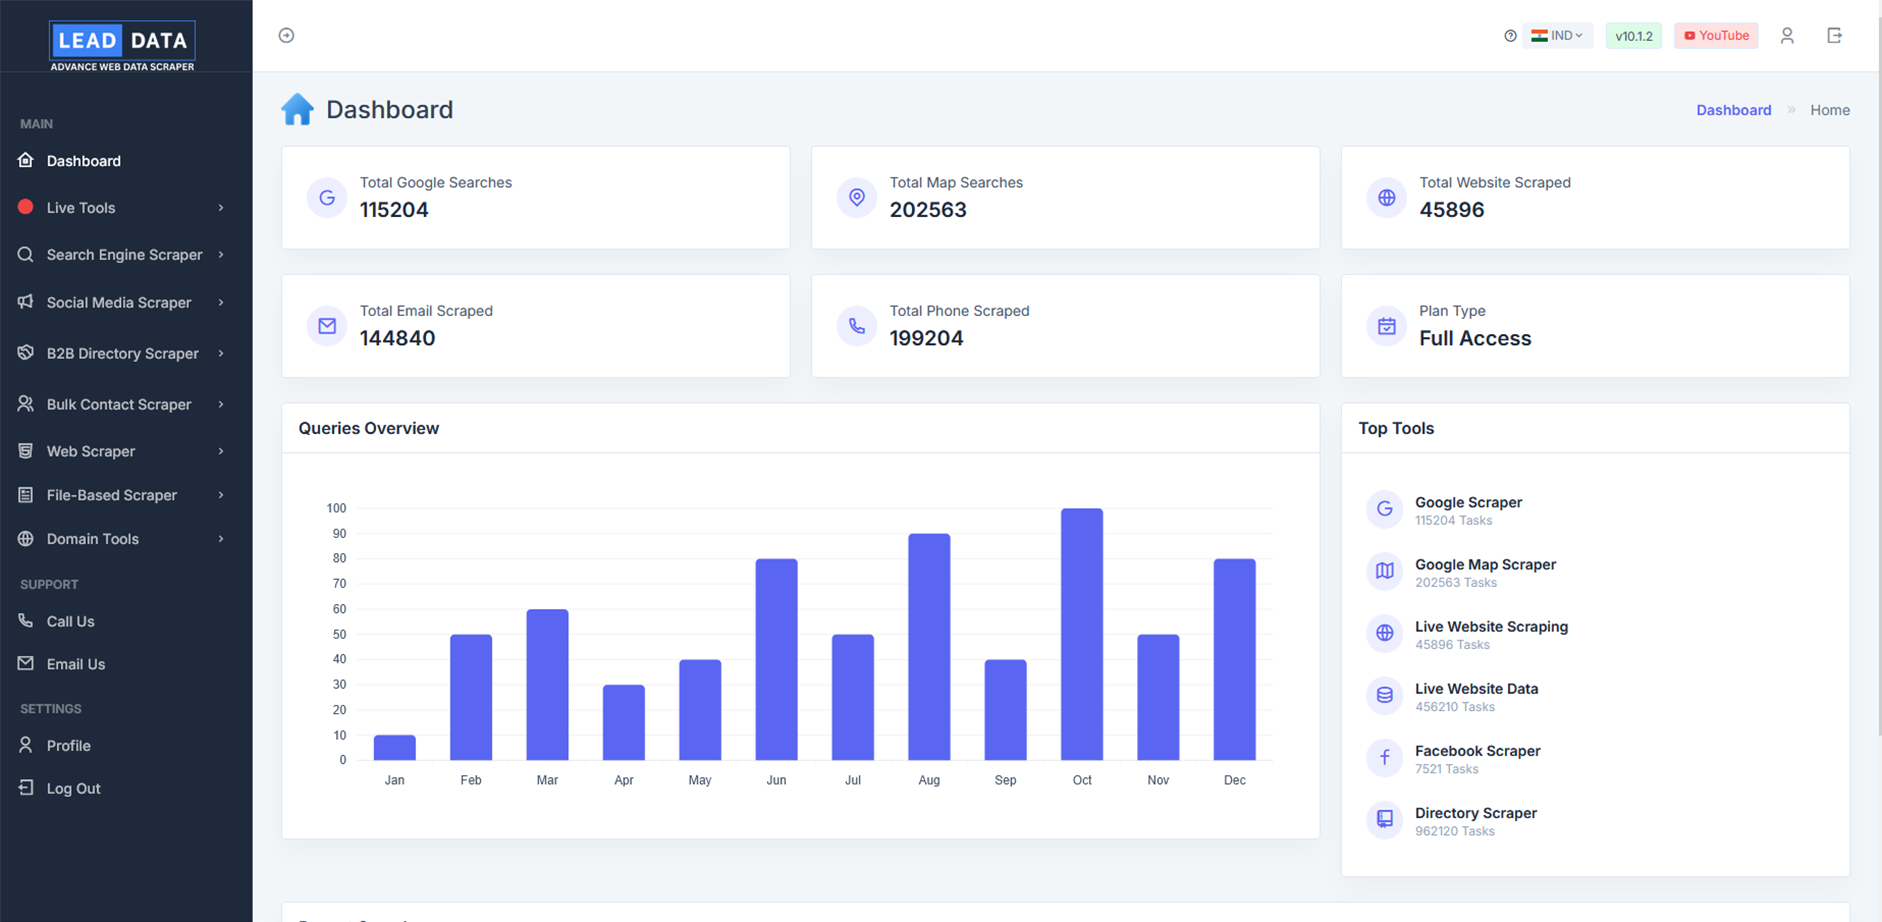 LEAD DATA
ADVANCE WEB DATA SCRAPER
IND
v10.1.2
YouTube
MAIN
Dashboard
Live Tools
Search Engine Scraper
Social Media Scraper
B2B Directory Scraper
Bulk Contact Scraper
Web Scraper
File-Based Scraper
Domain Tools
SUPPORT
Call Us
Email Us
SETTINGS
Profile
Log Out
Dashboard
Dashboard » Home
Total Google Searches
115204
Total Map Searches
202563
Total Website Scraped
45896
Total Email Scraped
144840
Total Phone Scraped
199204
Plan Type
Full Access
Queries Overview
100
90
80
70
60
50
40
30
20
10
0
Jan Feb Mar Apr May Jun Jul Aug Sep Oct Nov Dec
Top Tools
Google Scraper
115204 Tasks
Google Map Scraper
202563 Tasks
Live Website Scraping
45896 Tasks
Live Website Data
456210 Tasks
Facebook Scraper
7521 Tasks
Directory Scraper
962120 Tasks